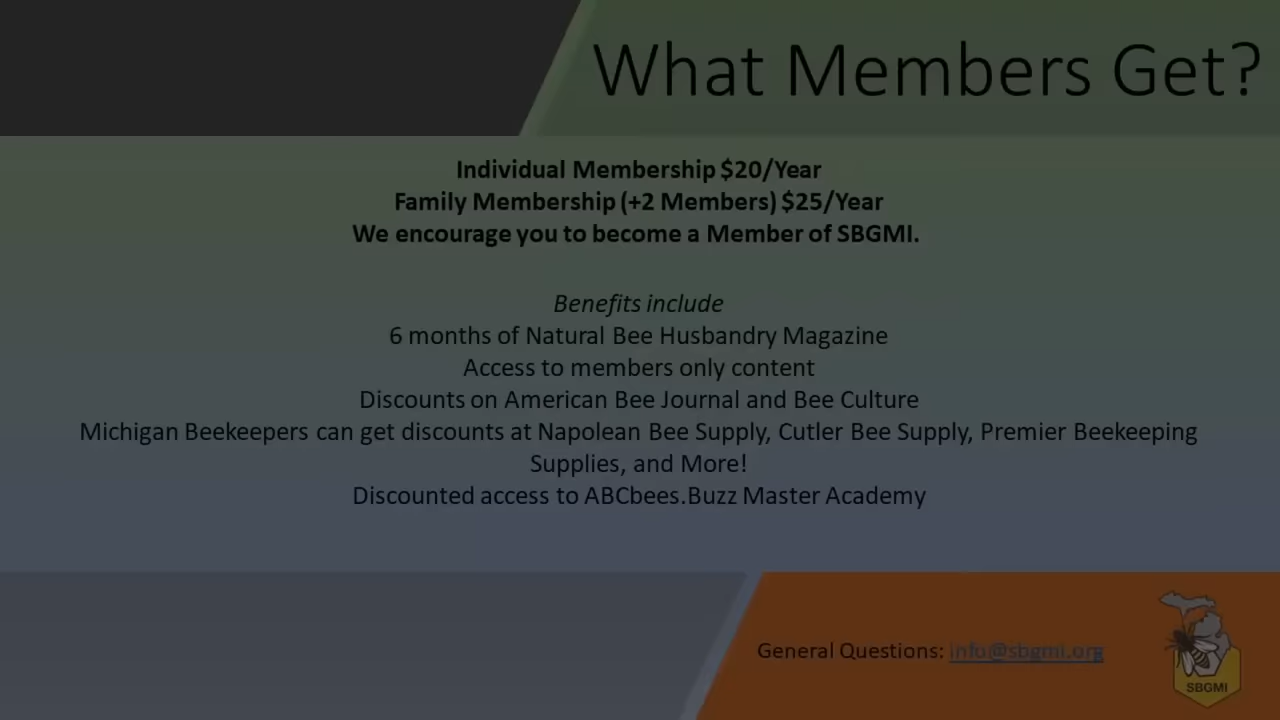 What Members Get?
Individual Membership $20/Year
Family Membership (+2 Members) $25/Year
We encourage you to become a Member of SBGMI.
Benefits include
6 months of Natural Bee Husbandry Magazine
Access to members only content
Discounts on American Bee Journal and Bee Culture
Michigan Beekeepers can get discounts at Napolean Bee Supply, Cutler Bee Supply, Premier Beekeeping
Supplies, and More!
Discounted access to ABCbees.Buzz Master Academy
General Questions: info@sbgmi.org
SBGMI